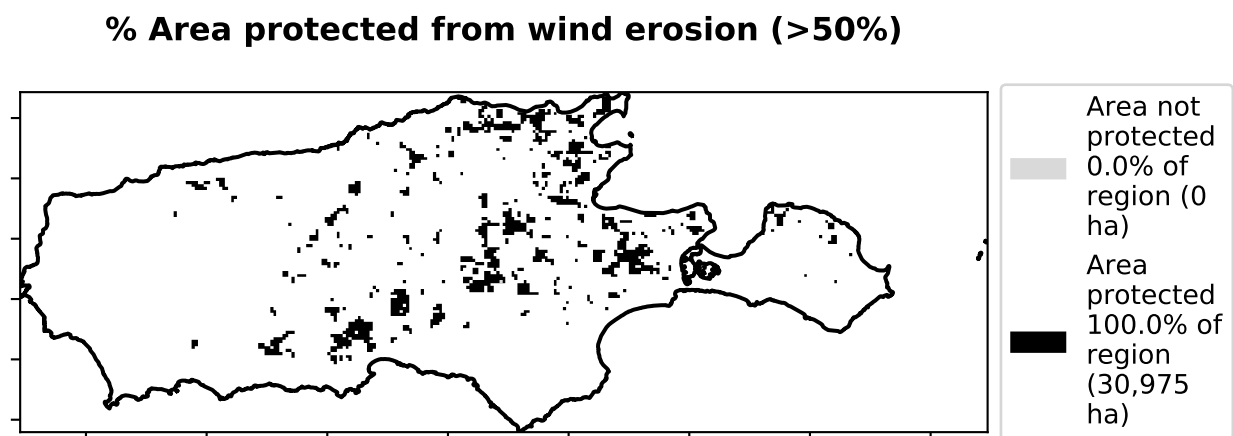 % Area protected from wind erosion (>50%)
Area not
protected
0.0% of
region (0
ha)
Area
protected
100.0% of
region
(30,975
ha)